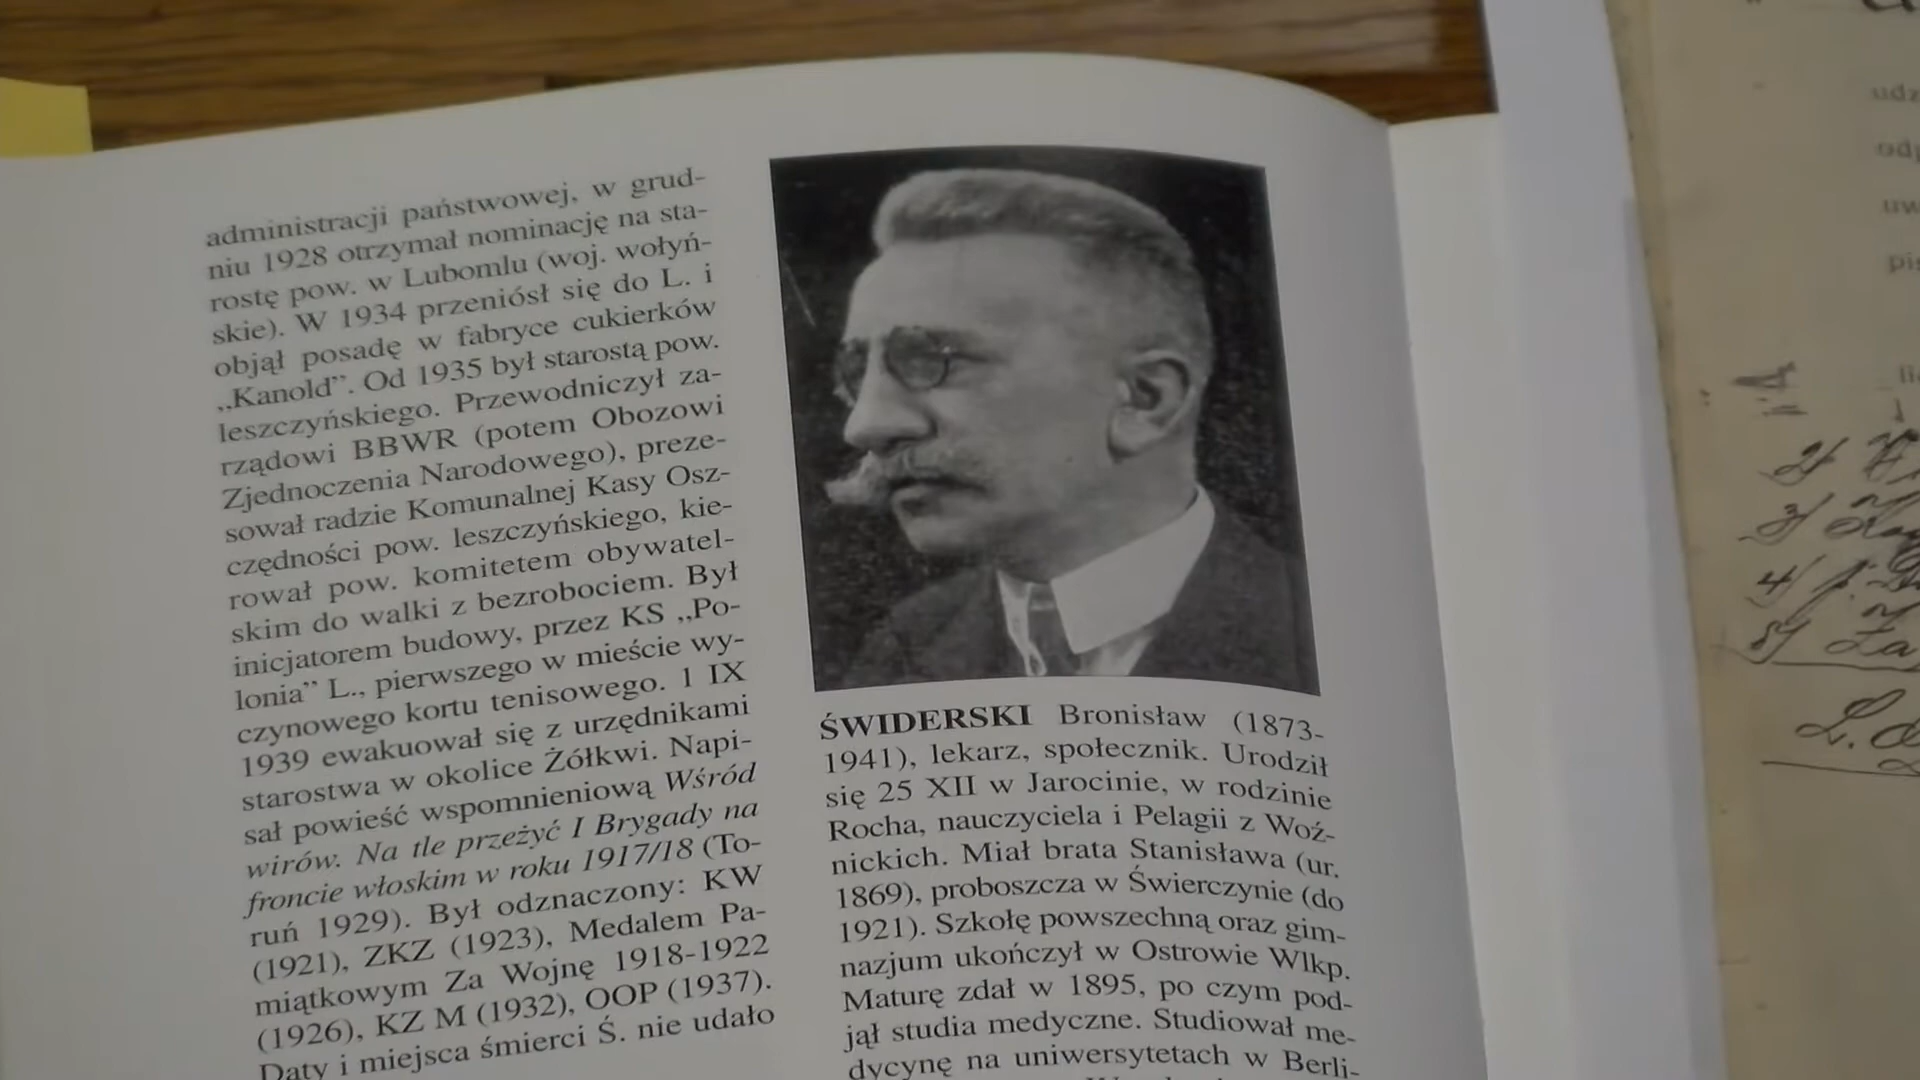 administracji państwowej, w grud-
niu 1928 otrzymał nominację na sta-
rostę pow. w Lubomlu (woj. wołyń-
skie). W 1934 przeniósł się do L. i
objął posadę w fabryce cukierków
„Kanold”. Od 1935 był starostą pow.
leszczyńskiego. Przewodniczył za-
rządowi BBWR (potem Obozowi
Zjednoczenia Narodowego), preze-
sował radzie Komunalnej Kasy Osz-
czędności pow. leszczyńskiego, kie-
rował pow. komitetem obywatel-
skim do walki z bezrobociem. Był
inicjatorem budowy, przez KS „Po-
lonia” L., pierwszego w mieście wy-
czynowego kortu tenisowego. 1 IX
1939 ewakuował się z urzędnikami
starostwa w okolice Żółkwi. Napi-
sał powieść wspomnieniową Wśród
wirów. Na tle przeżyć I Brygady na
froncie włoskim w roku 1917/18 (To-
ruń 1929). Był odznaczony: KW
(1921), ZKZ (1923), Medalem Pa-
miątkowym Za Wojnę 1918-1922
(1926), KZ M (1932), OOP (1937).
Daty i miejsca śmierci Ś. nie udało
ŚWIDERSKI Bronisław (1873-
1941), lekarz, społecznik. Urodził
się 25 XII w Jarocinie, w rodzinie
Rocha, nauczyciela i Pelagii z Woź-
nickich. Miał brata Stanisława (ur.
1869), proboszcza w Świerczynie (do
1921). Szkołę powszechną oraz gim-
nazjum ukończył w Ostrowie Wlkp.
Maturę zdał w 1895, po czym pod-
jął studia medyczne. Studiował me-
dycynę na uniwersytetach w Berli-
udz
odp
uw
pis
2/
3/
4/
5/